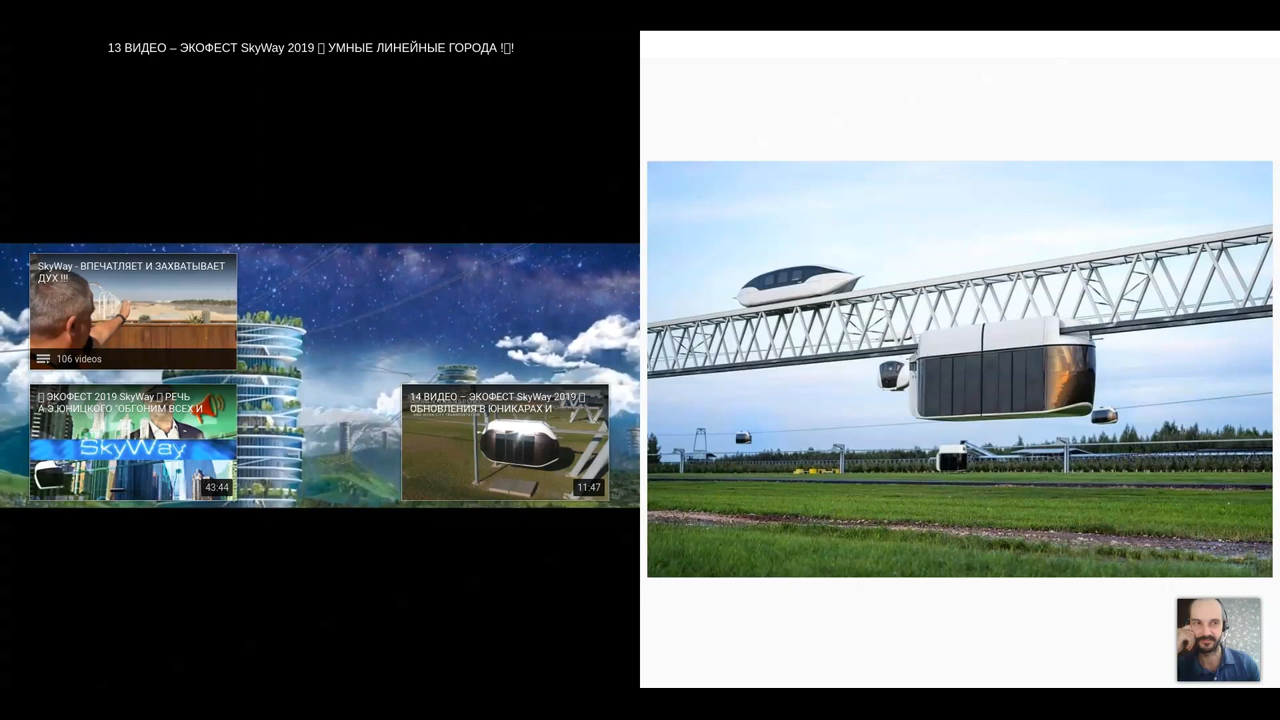 13 ВИДЕО – ЭКОФЕСТ SkyWay 2019 УМНЫЕ ЛИНЕЙНЫЕ ГОРОДА !!
SkyWay - ВПЕЧАТЛЯЕТ И ЗАХВАТЫВАЕТ
ДУХ !!!
106 videos
ЭКОФЕСТ 2019 SkyWay РЕЧЬ
А.Э.ЮНИЦКОГО "ОБГОНИМ ВСЕХ И
SkyWay
43:44
14 ВИДЕО – ЭКОФЕСТ SkyWay 2019
ОБНОВЛЕНИЯ В ЮНИКАРАХ И
11:47